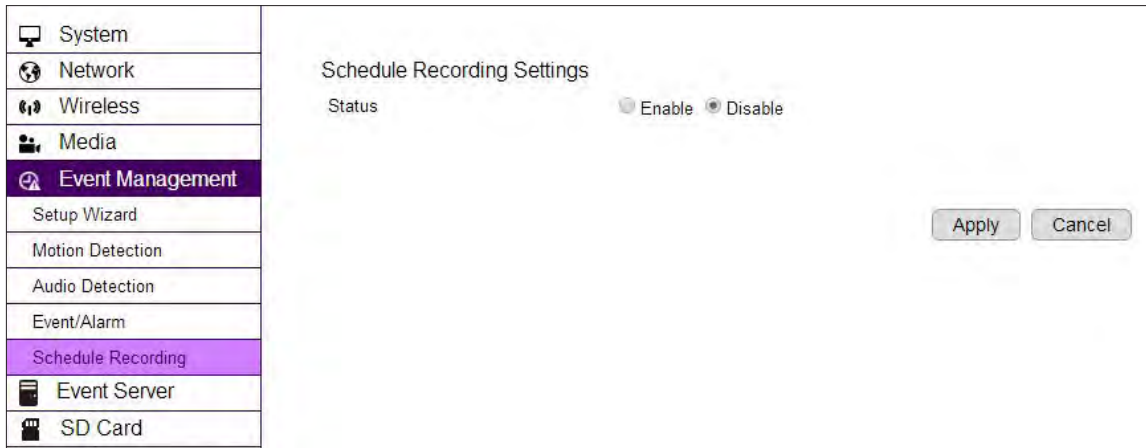 System
Network
Wireless
Media
Event Management
Setup Wizard
Motion Detection
Audio Detection
Event/Alarm
Schedule Recording
Event Server
SD Card
Schedule Recording Settings
Status Enable Disable
Apply Cancel